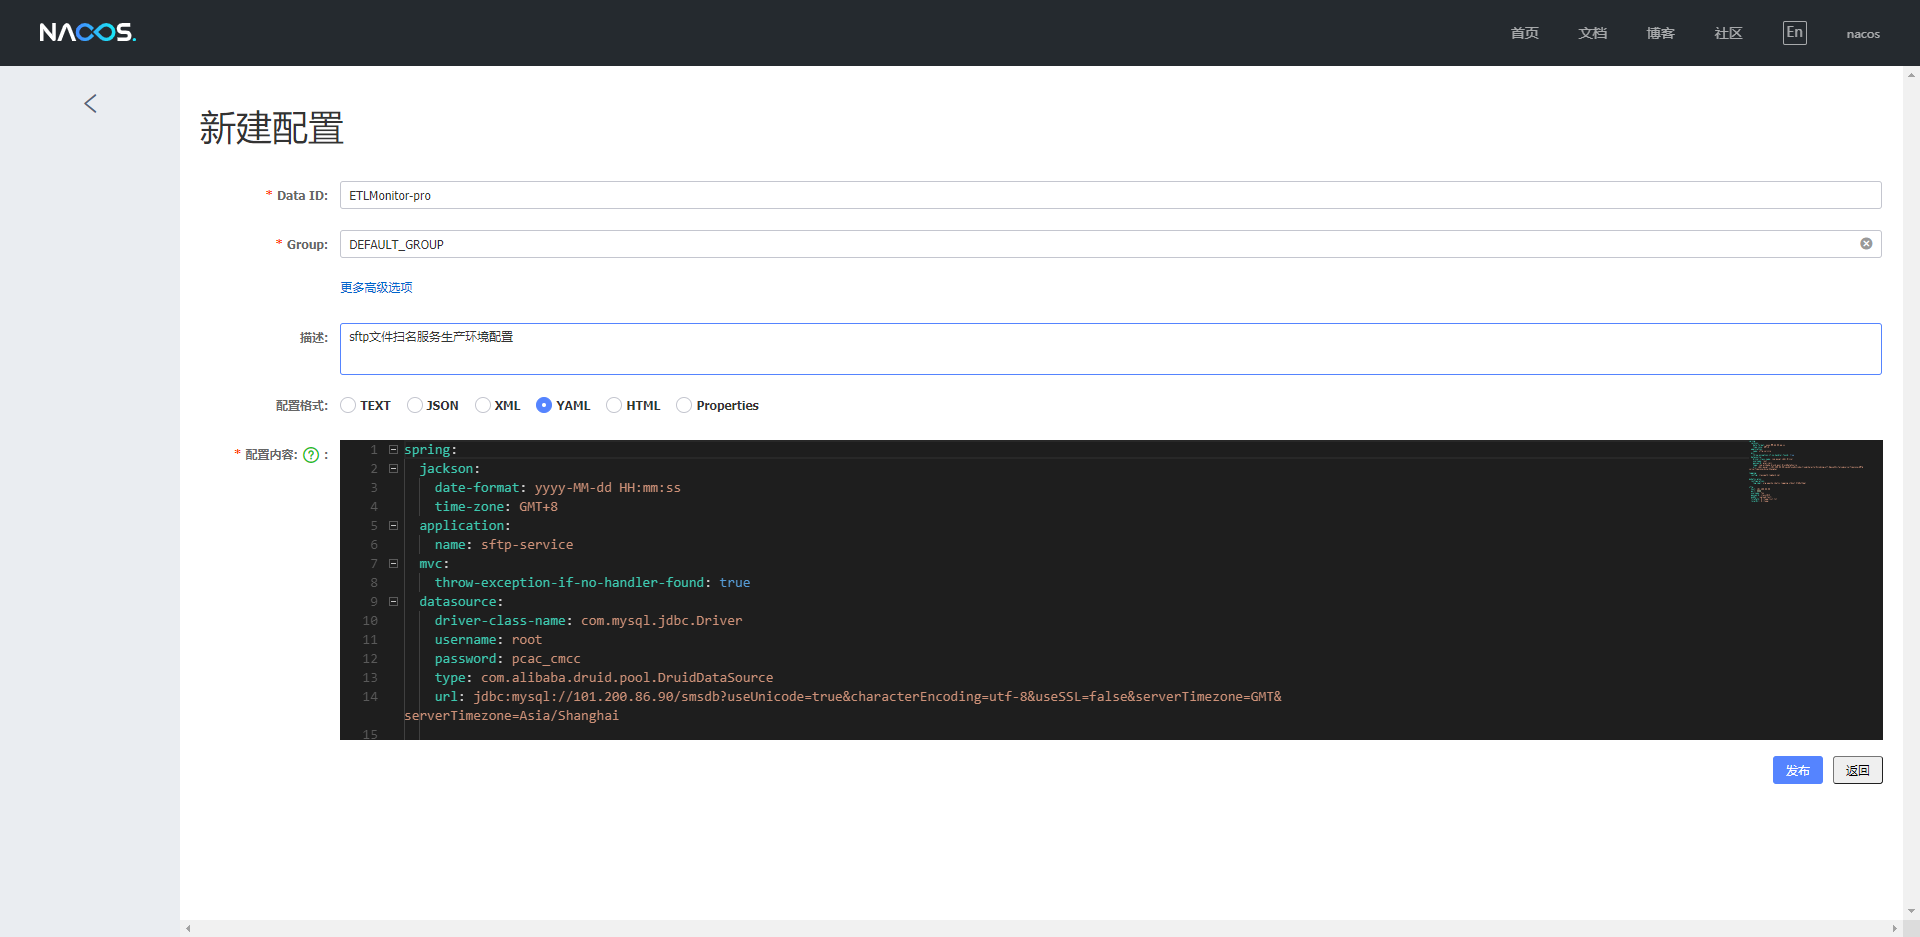 NACOS.
首页 文档 博客 社区 En nacos
新建配置
* Data ID: ETLMonitor-pro
* Group: DEFAULT_GROUP
更多高级选项
描述: sftp文件扫名服务生产环境配置
配置格式: TEXT JSON XML YAML HTML Properties
* 配置内容: ? :
1 spring:
2 jackson:
3 date-format: yyyy-MM-dd HH:mm:ss
4 time-zone: GMT+8
5 application:
6 name: sftp-service
7 mvc:
8 throw-exception-if-no-handler-found: true
9 datasource:
10 driver-class-name: com.mysql.jdbc.Driver
11 username: root
12 password: pcac_cmcc
13 type: com.alibaba.druid.pool.DruidDataSource
14 url: jdbc:mysql://101.200.86.90/smsdb?useUnicode=true&characterEncoding=utf-8&useSSL=false&serverTimezone=GMT&
serverTimezone=Asia/Shanghai
15
发布 返回